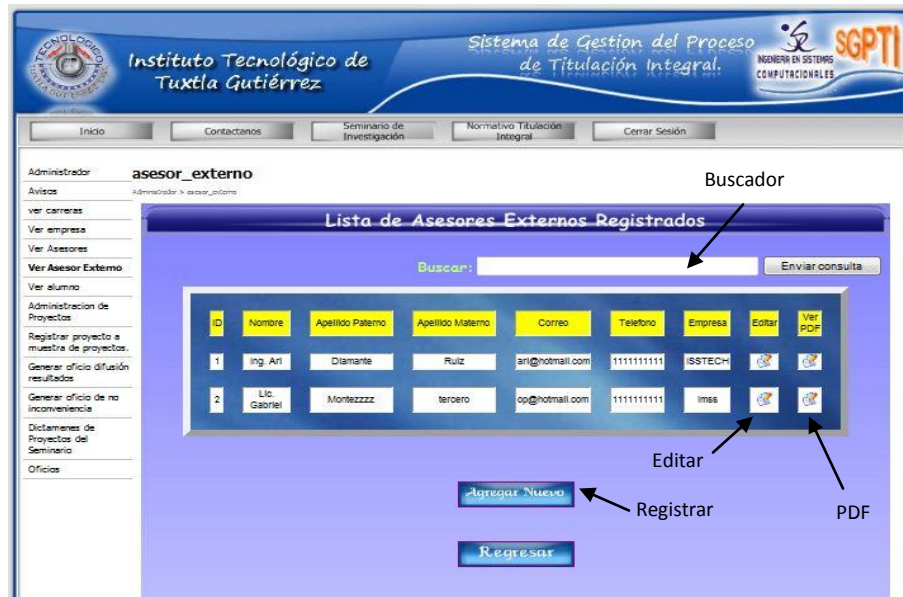 Instituto Tecnológico de
Tuxtla Gutiérrez
Sistema de Gestion del Proceso
de Titulación Integral.
INGENIERIA EN SISTEMAS
COMPUTACIONALES
SGPTI
Inicio
Contactanos
Seminario de
Investigación
Normativo Titulación
Integral
Cerrar Sesión
Administrador
Avisos
ver carreras
Ver empresa
Ver Asesores
Ver Asesor Externo
Ver alumno
Administracion de
Proyectos
Registrar proyecto a
muestra de proyectos.
Generar oficio difusión
resultados
Generar oficio de no
inconveniencia
Dictamenes de
Proyectos del
Seminario
Oficios
asesor_externo
Administrador > asesor_externo
Buscador
Lista de Asesores Externos Registrados
Buscar:
Enviar consulta
ID Nombre Apellido Paterno Apellido Materno Correo Telefono Empresa Editar Ver PDF
1 Ing. Ari Diamante Ruiz ari@hotmail.com 1111111111 ISSTECH
2 Lic. Gabriel Montezzzz tercero op@hotmail.com 1111111111 Imss
Editar
Agregar Nuevo
Registrar
PDF
Regresar